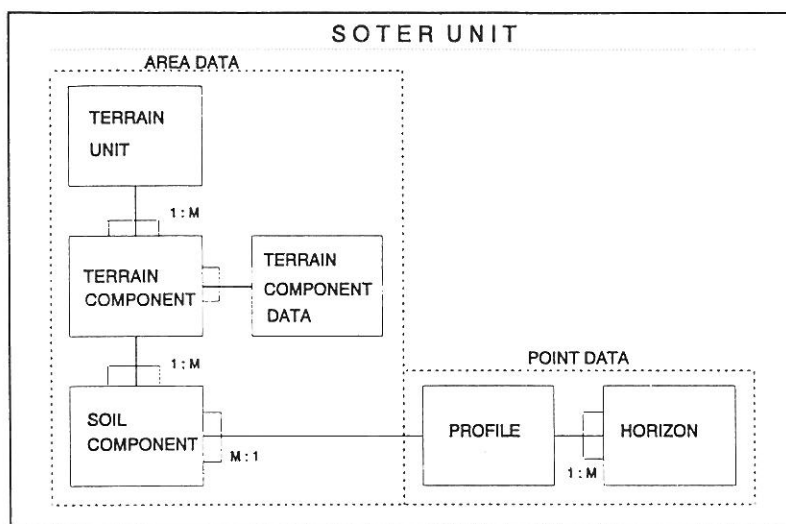 SOTER UNIT
AREA DATA
TERRAIN
UNIT
1:M
TERRAIN
COMPONENT
TERRAIN
COMPONENT
DATA
1:M
SOIL
COMPONENT
M:1
POINT DATA
PROFILE
HORIZON
1:M